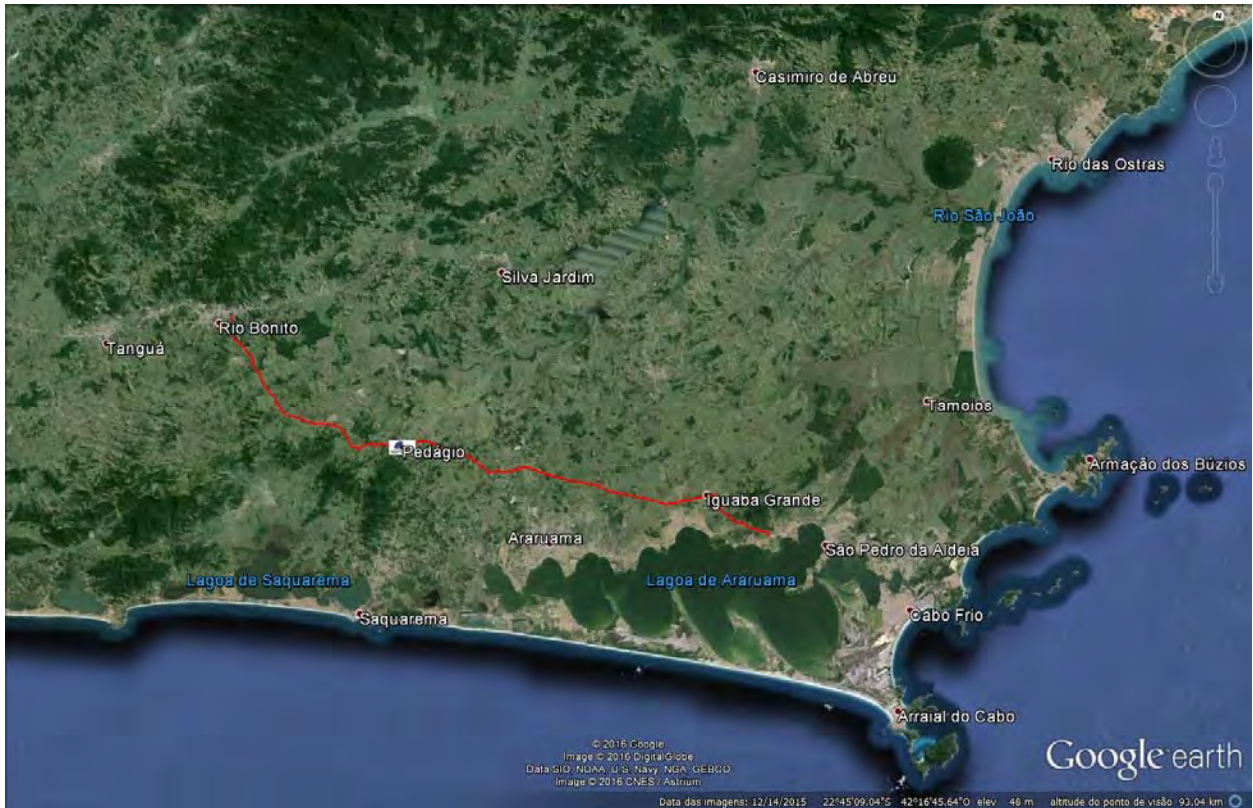 N
Casimiro de Abreu
Rio das Ostras
Rio São João
Silva Jardim
Rio Bonito
Tanguá
Tamoios
Pedágio
Armação dos Búzios
Iguaba Grande
Araruama
São Pedro da Aldeia
Lagoa de Saquarema
Lagoa de Araruama
Saquarema
Cabo Frio
Arraial do Cabo
© 2016 Google
Image © 2016 DigitalGlobe
Data SIO, NOAA, U.S. Navy, NGA, GEBCO
Image © 2016 CNES / Astrium
Google earth
Data das imagens: 12/14/2015 22°45'09.04"S 42°16'45.64"O elev 48 m altitude do ponto de visão 93.04 km